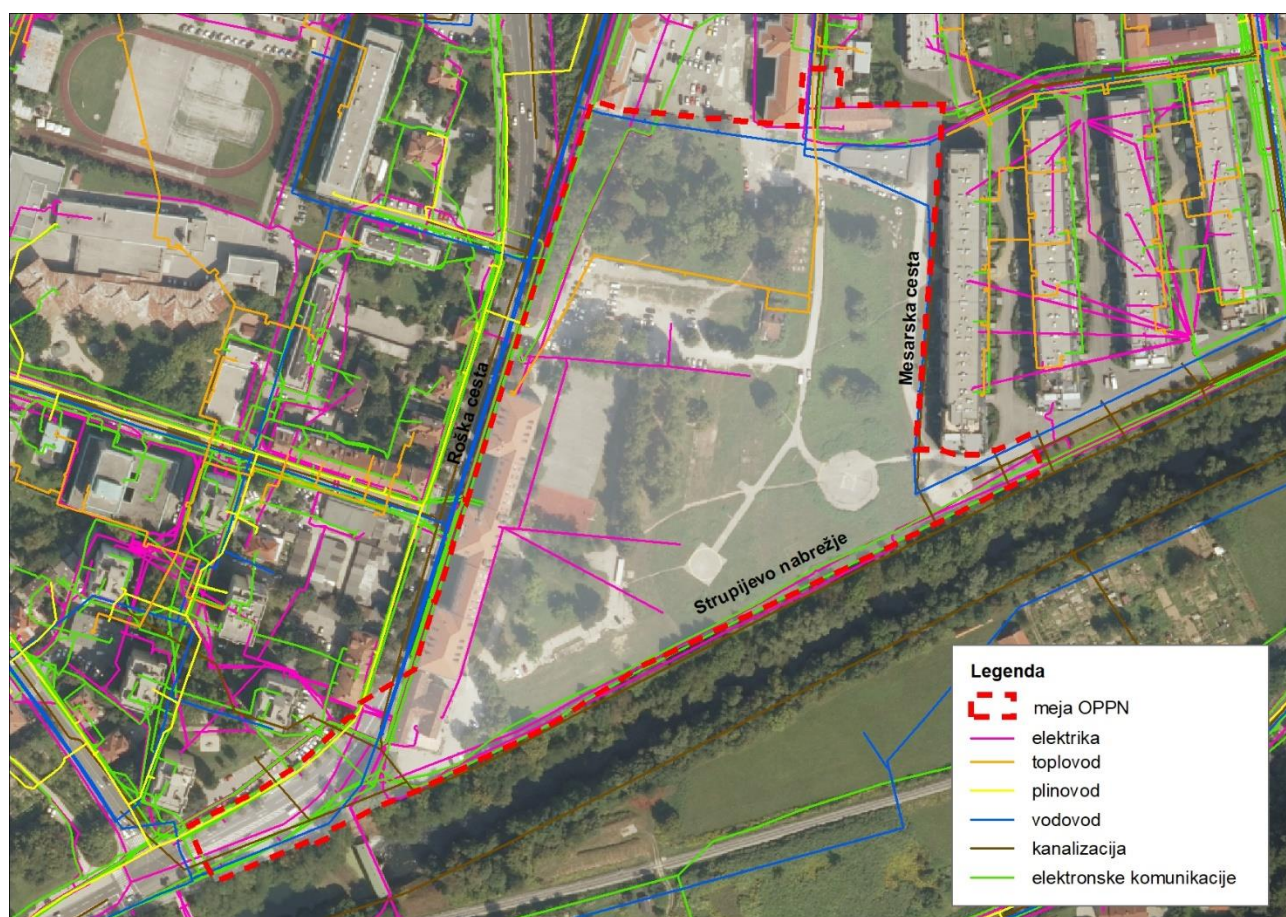 Roška cesta
Mesarska cesta
Strupijevo nabrežje
Legenda
meja OPPN
elektrika
toplovod
plinovod
vodovod
kanalizacija
elektronske komunikacije